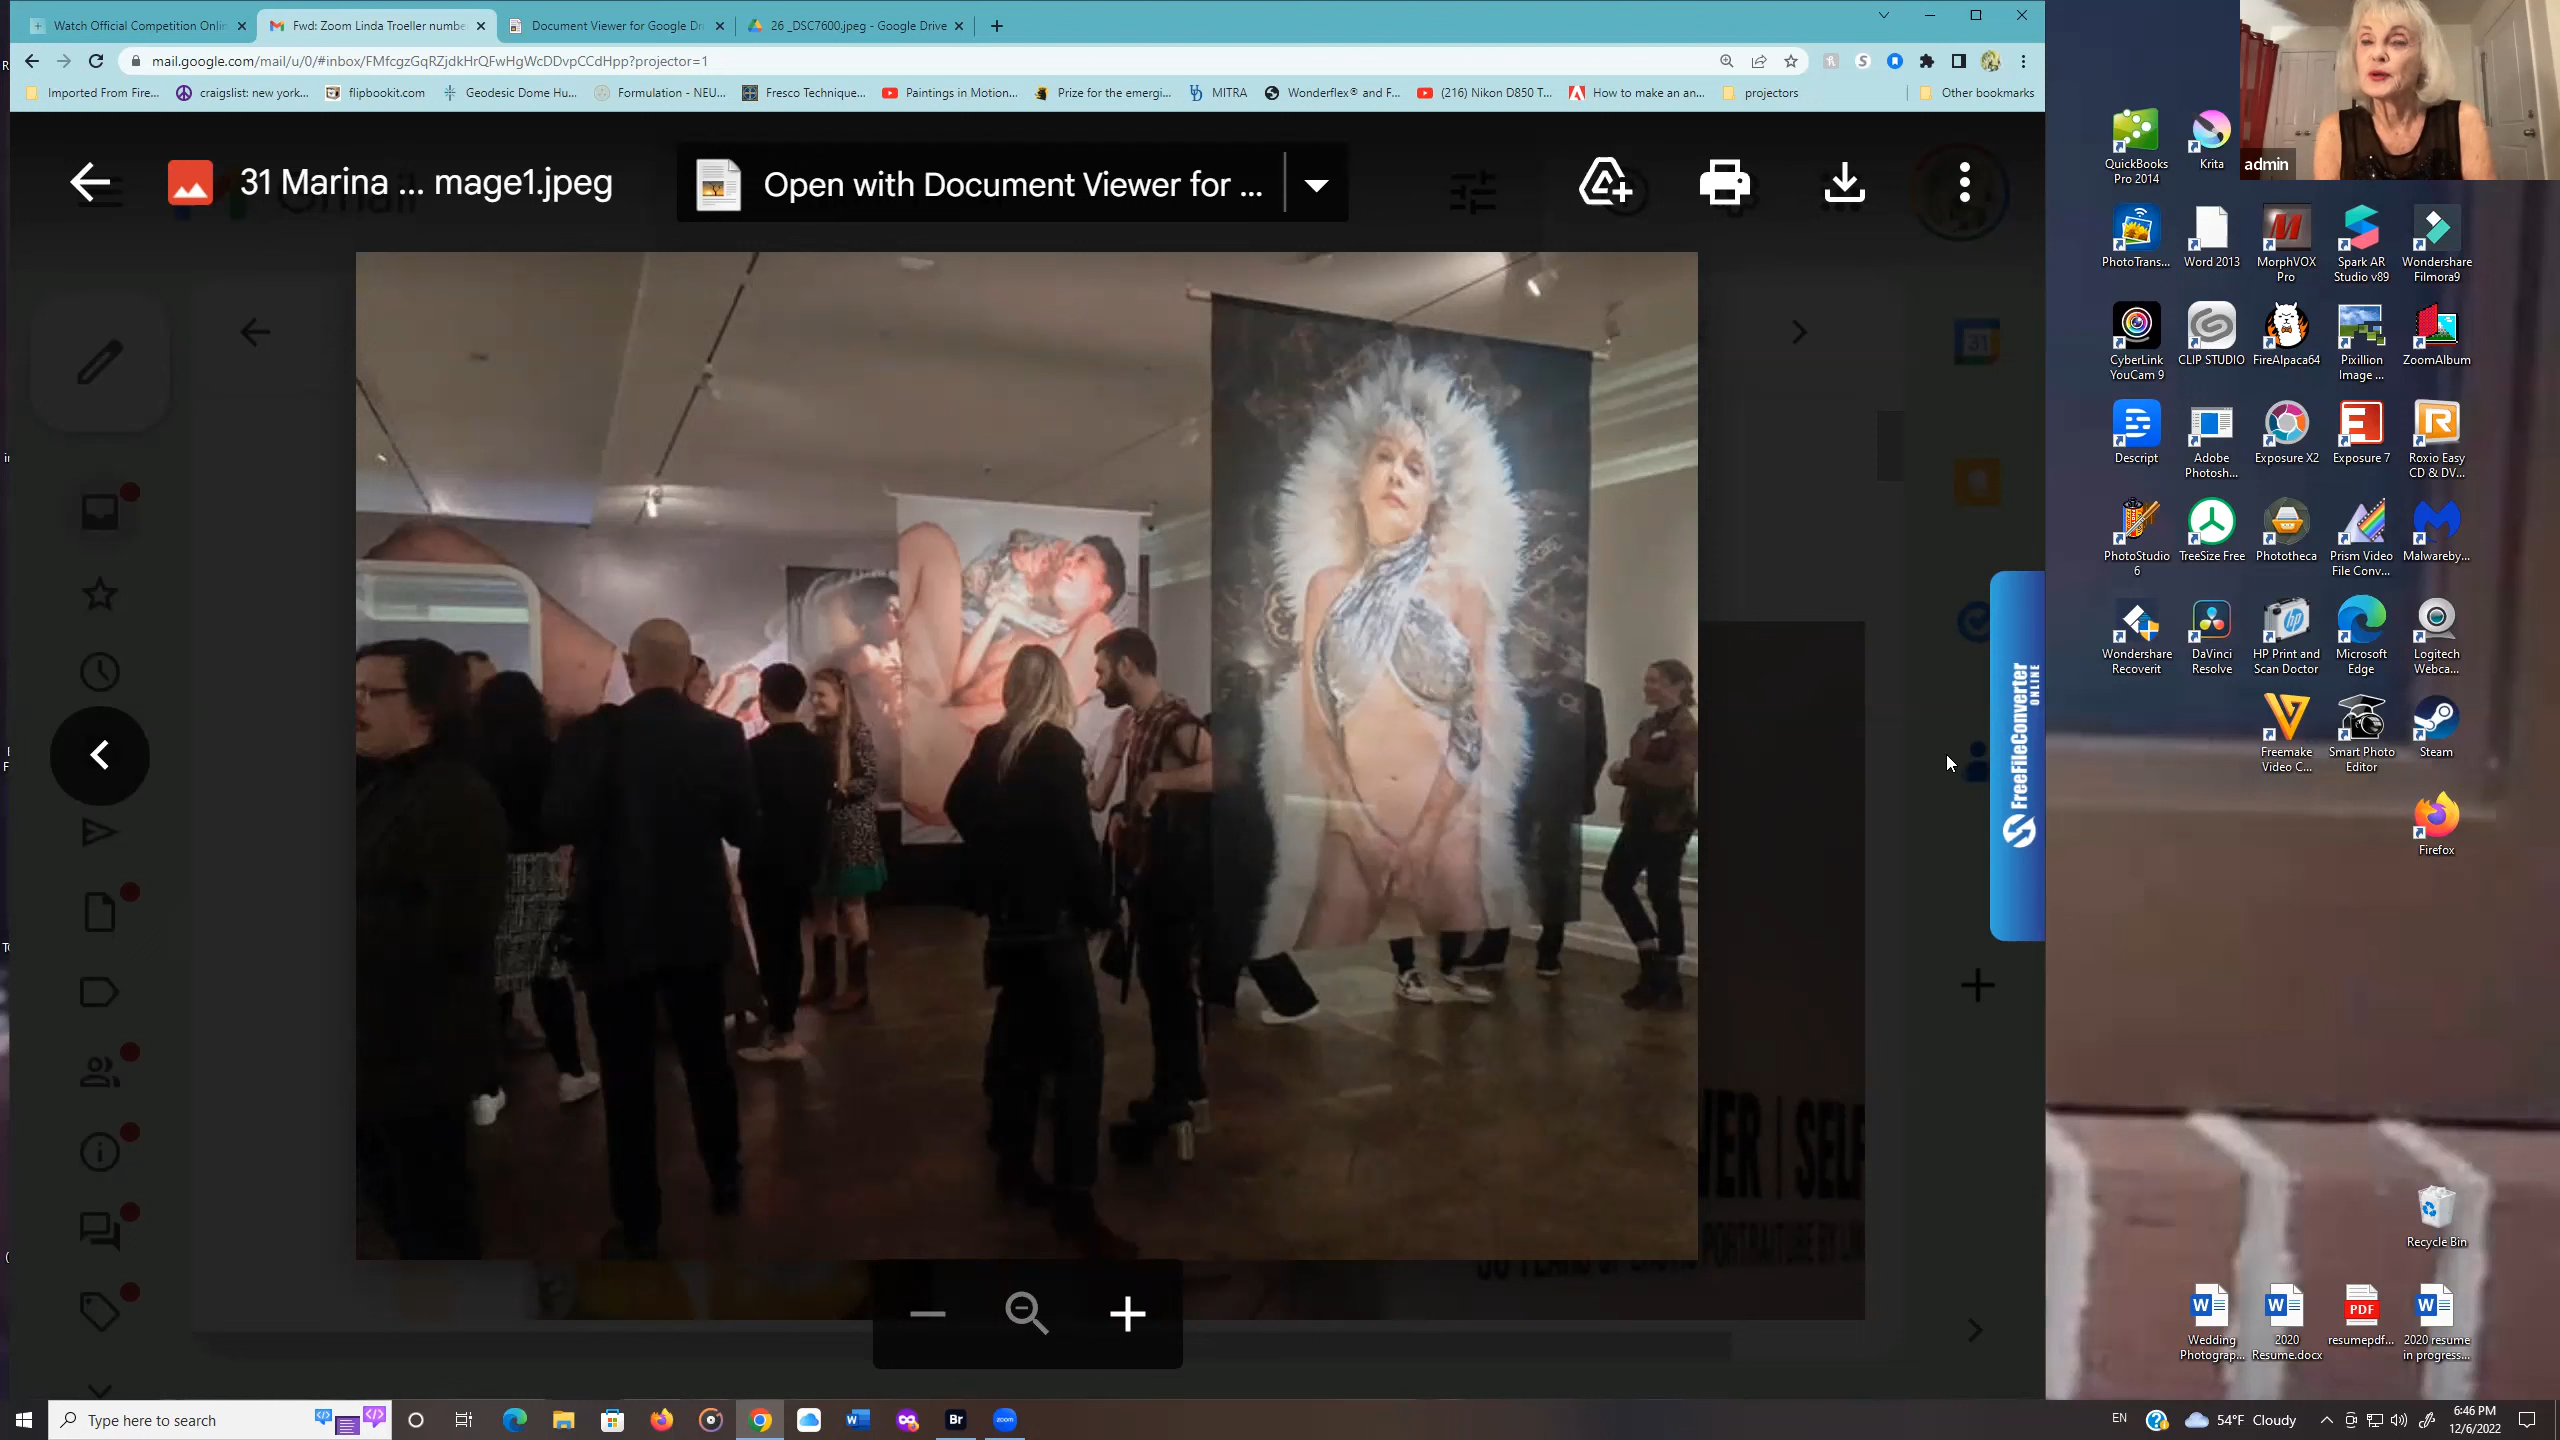 Watch Official Competition Onlin
Fwd: Zoom Linda Troeller numbe
Document Viewer for Google Dr
26 _DSC7600.jpeg - Google Drive
mail.google.com/mail/u/0/#inbox/FMfcgzGqRZjdkHrQFwHgWcDDvpCCdHpp?projector=1
Imported From Fire...
craigslist: new york...
flipbookit.com
Geodesic Dome Hu...
Formulation - NEU...
Fresco Technique...
Paintings in Motion...
Prize for the emergi...
MITRA
Wonderflex® and F...
(216) Nikon D850 T...
How to make an an...
projectors
Other bookmarks
31 Marina ... mage1.jpeg
Open with Document Viewer for ...
Gmail
31
VER | SELF
FreeFileConverter
ONLINE
admin
QuickBooks
Pro 2014
Krita
PhotoTrans...
Word 2013
MorphVOX
Pro
Spark AR
Studio v89
Wondershare
Filmora9
CyberLink
YouCam 9
CLIP STUDIO
FireAlpaca64
Pixillion
Image ...
ZoomAlbum
Descript
Adobe
Photosh...
Exposure X2
Exposure 7
Roxio Easy
CD & DV...
PhotoStudio
6
TreeSize Free
Phototheca
Prism Video
File Conv...
Malwareby...
Wondershare
Recoverit
DaVinci
Resolve
HP Print and
Scan Doctor
Microsoft
Edge
Logitech
Webca...
Freemake
Video C...
Smart Photo
Editor
Steam
Firefox
Recycle Bin
PDF
Wedding
Photograp...
2020
Resume.docx
resumepdf...
2020 resume
in progress...
Type here to search
Br
zoom
EN
54°F Cloudy
6:46 PM
12/6/2022